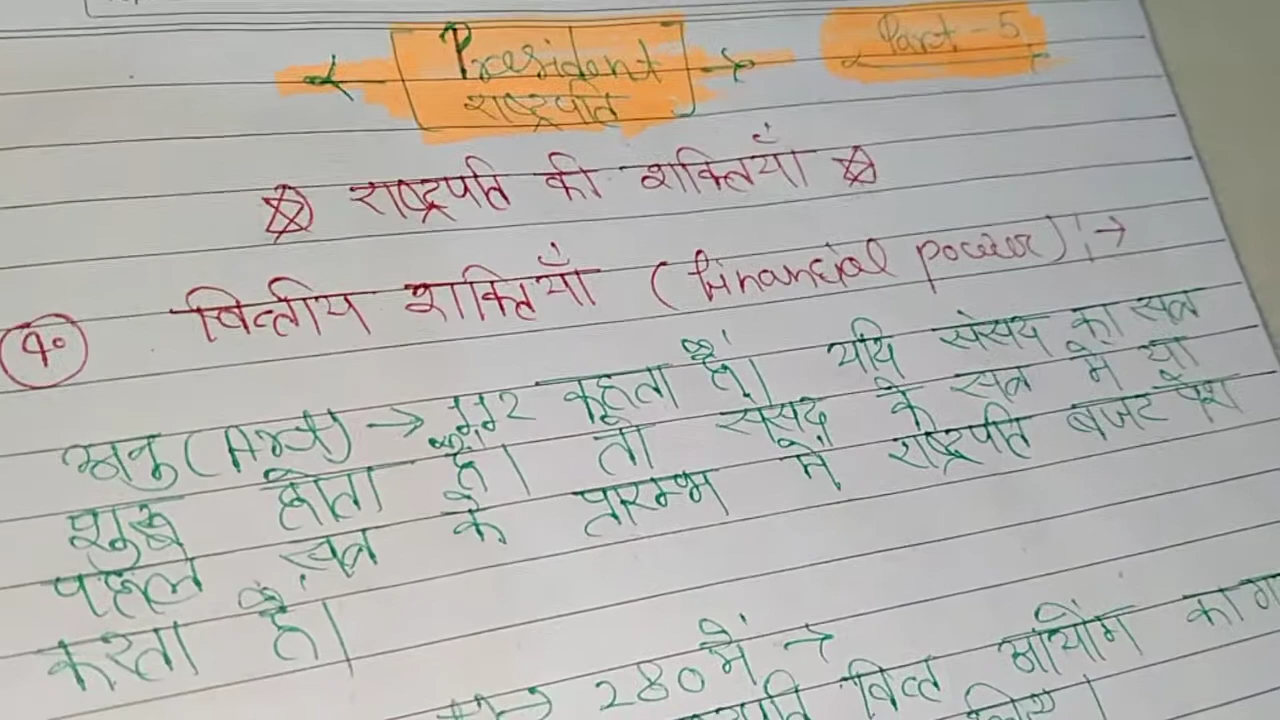 President
राष्ट्रपति
Part-5
राष्ट्रपति की शक्तियाँ
4. वित्तीय शक्तियाँ (financial power) :→
अनु (Art) → 112 कहता है। यदि संसद का सत्र
शुरू होता है। तो संसद के सत्र में या
पहले सत्र के प्रारम्भ में राष्ट्रपति बजट पेश
करता है।
→ 280 में →
वित्त आयोग का